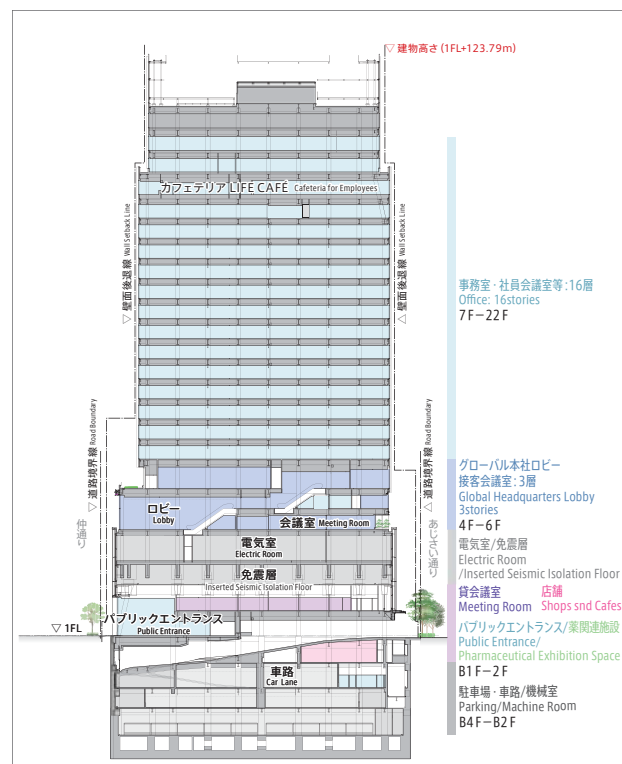 ▽ 建物高さ (1FL+123.79m)
カフェテリア LIFE CAFÉ Cafeteria for Employees
▽ 壁面後退線 Wall Setback Line
▽ 壁面後退線 Wall Setback Line
事務室・社員会議室等:16層
Office: 16stories
7F−22F
▽ 道路境界線 Road Boundary
▽ 道路境界線 Road Boundary
仲通り
あじさい通り
グローバル本社ロビー
接客会議室:3層
Global Headquarters Lobby
3stories
4F−6F
ロビー
Lobby
会議室 Meeting Room
電気室
Electric Room
免震層
Inserted Seismic Isolation Floor
電気室/免震層
Electric Room
/Inserted Seismic Isolation Floor
貸会議室 店舗
Meeting Room Shops snd Cafes
パブリックエントランス/薬関連施設
Public Entrance/
Pharmaceutical Exhibition Space
B1F−2F
パブリックエントランス
Public Entrance
▽ 1FL
車路
Car Lane
駐車場・車路/機械室
Parking/Machine Room
B4F−B2F